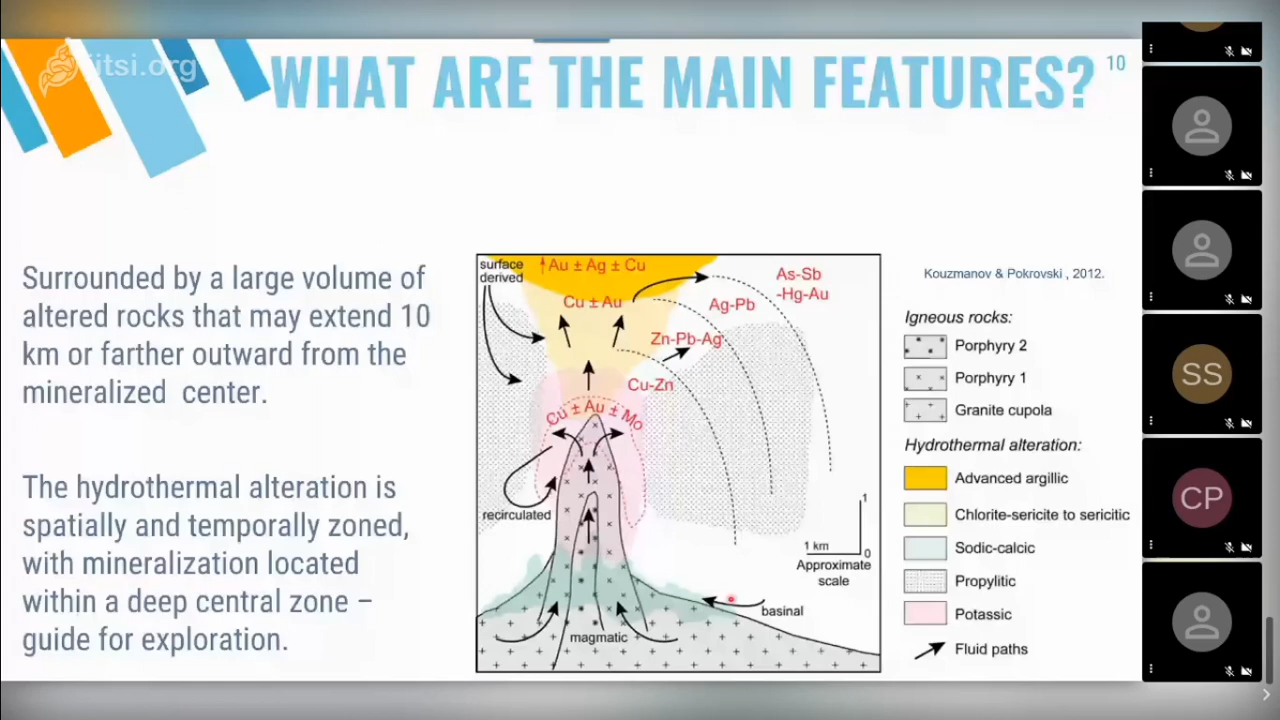 jitsi.org
WHAT ARE THE MAIN FEATURES?
10
Surrounded by a large volume of
altered rocks that may extend 10
km or farther outward from the
mineralized center.
The hydrothermal alteration is
spatially and temporally zoned,
with mineralization located
within a deep central zone –
guide for exploration.
surface
derived
Au ± Ag ± Cu
Cu ± Au
As-Sb
-Hg-Au
Ag-Pb
Zn-Pb-Ag
Cu-Zn
Cu ± Au ± Mo
recirculated
1
1 km
0
Approximate
scale
basinal
magmatic
Kouzmanov & Pokrovski , 2012.
Igneous rocks:
Porphyry 2
Porphyry 1
Granite cupola
Hydrothermal alteration:
Advanced argillic
Chlorite-sericite to sericitic
Sodic-calcic
Propylitic
Potassic
Fluid paths
SS
CP